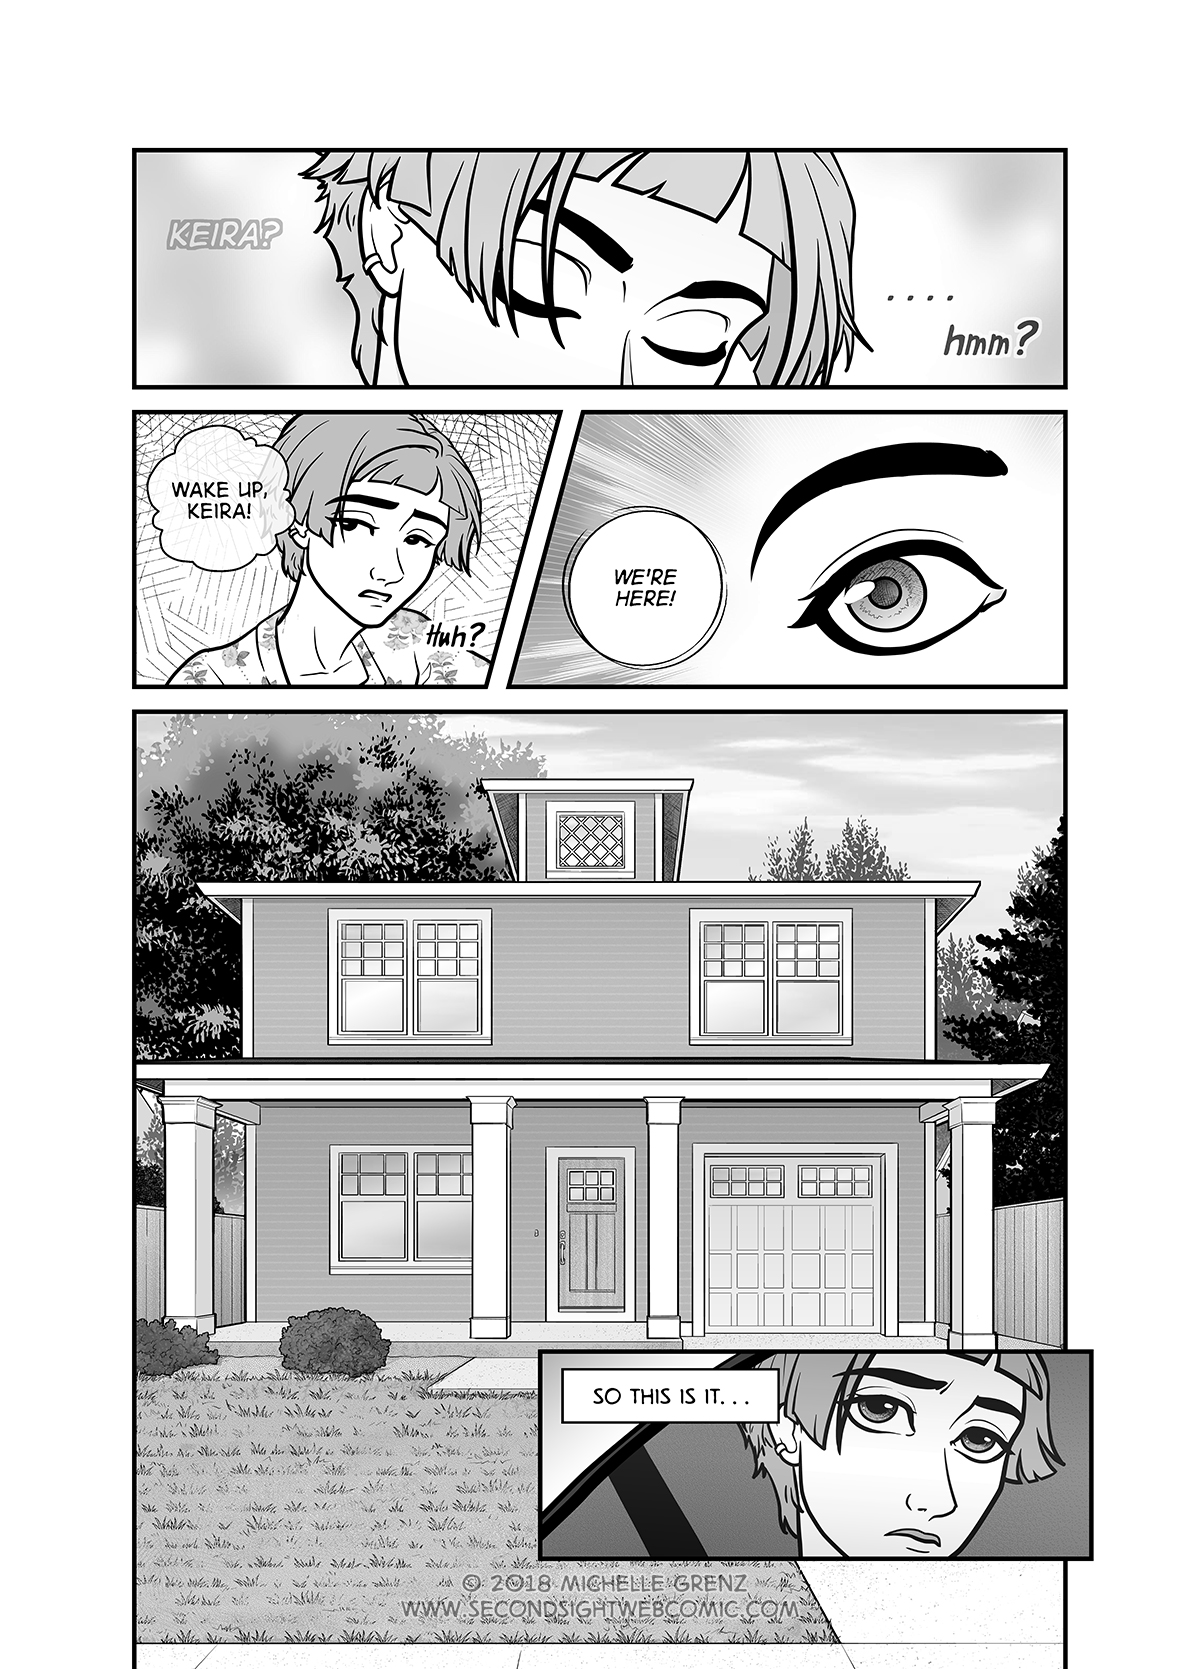 KEIRA?
....
hmm?
WAKE UP,
KEIRA!
Huh?
WE'RE
HERE!
SO THIS IS IT...
© 2018 MICHELLE GRENZ
WWW.SECONDSIGHTWEBCOMIC.COM